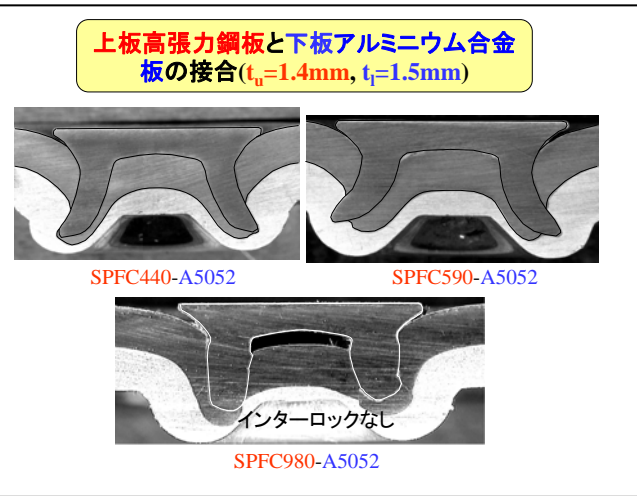 上板高張力鋼板と下板アルミニウム合金
板の接合(tu=1.4mm, tl=1.5mm)
SPFC440-A5052
SPFC590-A5052
インターロックなし
SPFC980-A5052